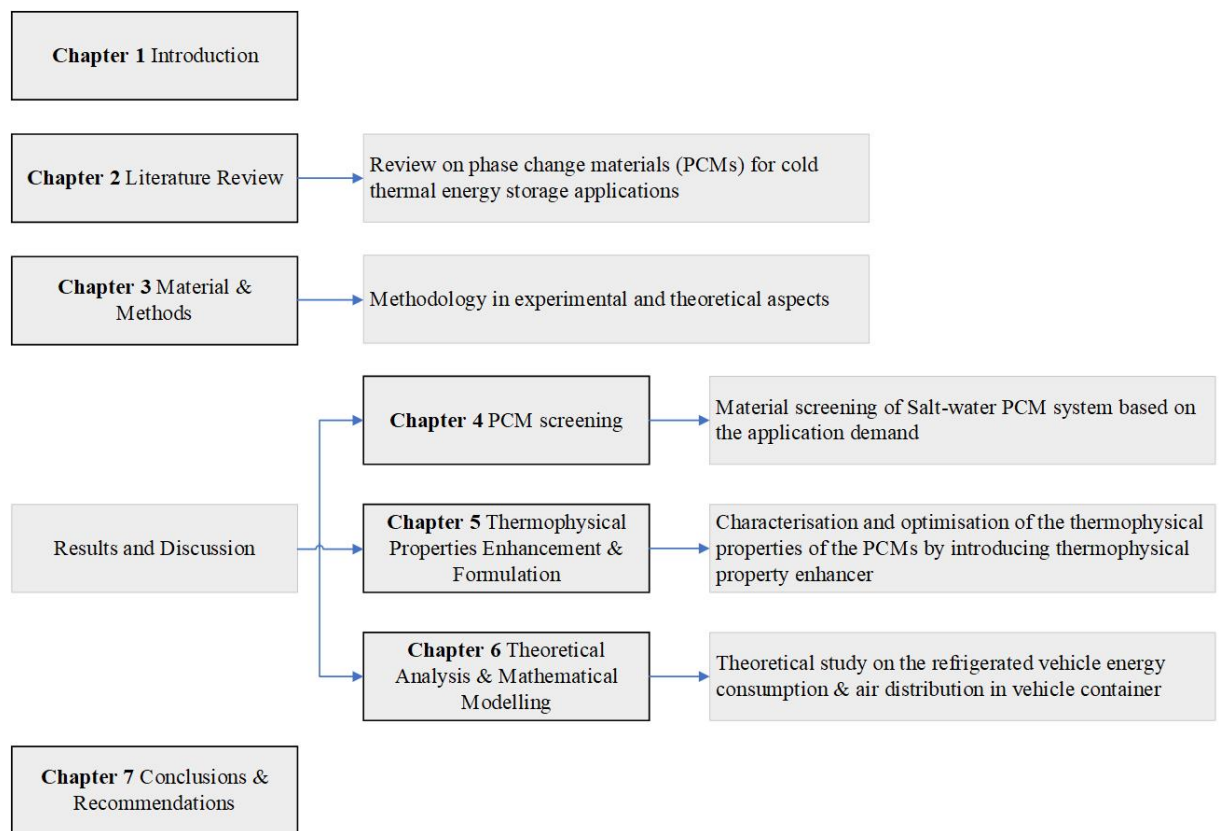 Chapter 1 Introduction
Chapter 2 Literature Review
Review on phase change materials (PCMs) for cold
thermal energy storage applications
Chapter 3 Material &
Methods
Methodology in experimental and theoretical aspects
Results and Discussion
Chapter 4 PCM screening
Material screening of Salt-water PCM system based on
the application demand
Chapter 5 Thermophysical
Properties Enhancement &
Formulation
Characterisation and optimisation of the thermophysical
properties of the PCMs by introducing thermophysical
property enhancer
Chapter 6 Theoretical
Analysis & Mathematical
Modelling
Theoretical study on the refrigerated vehicle energy
consumption & air distribution in vehicle container
Chapter 7 Conclusions &
Recommendations